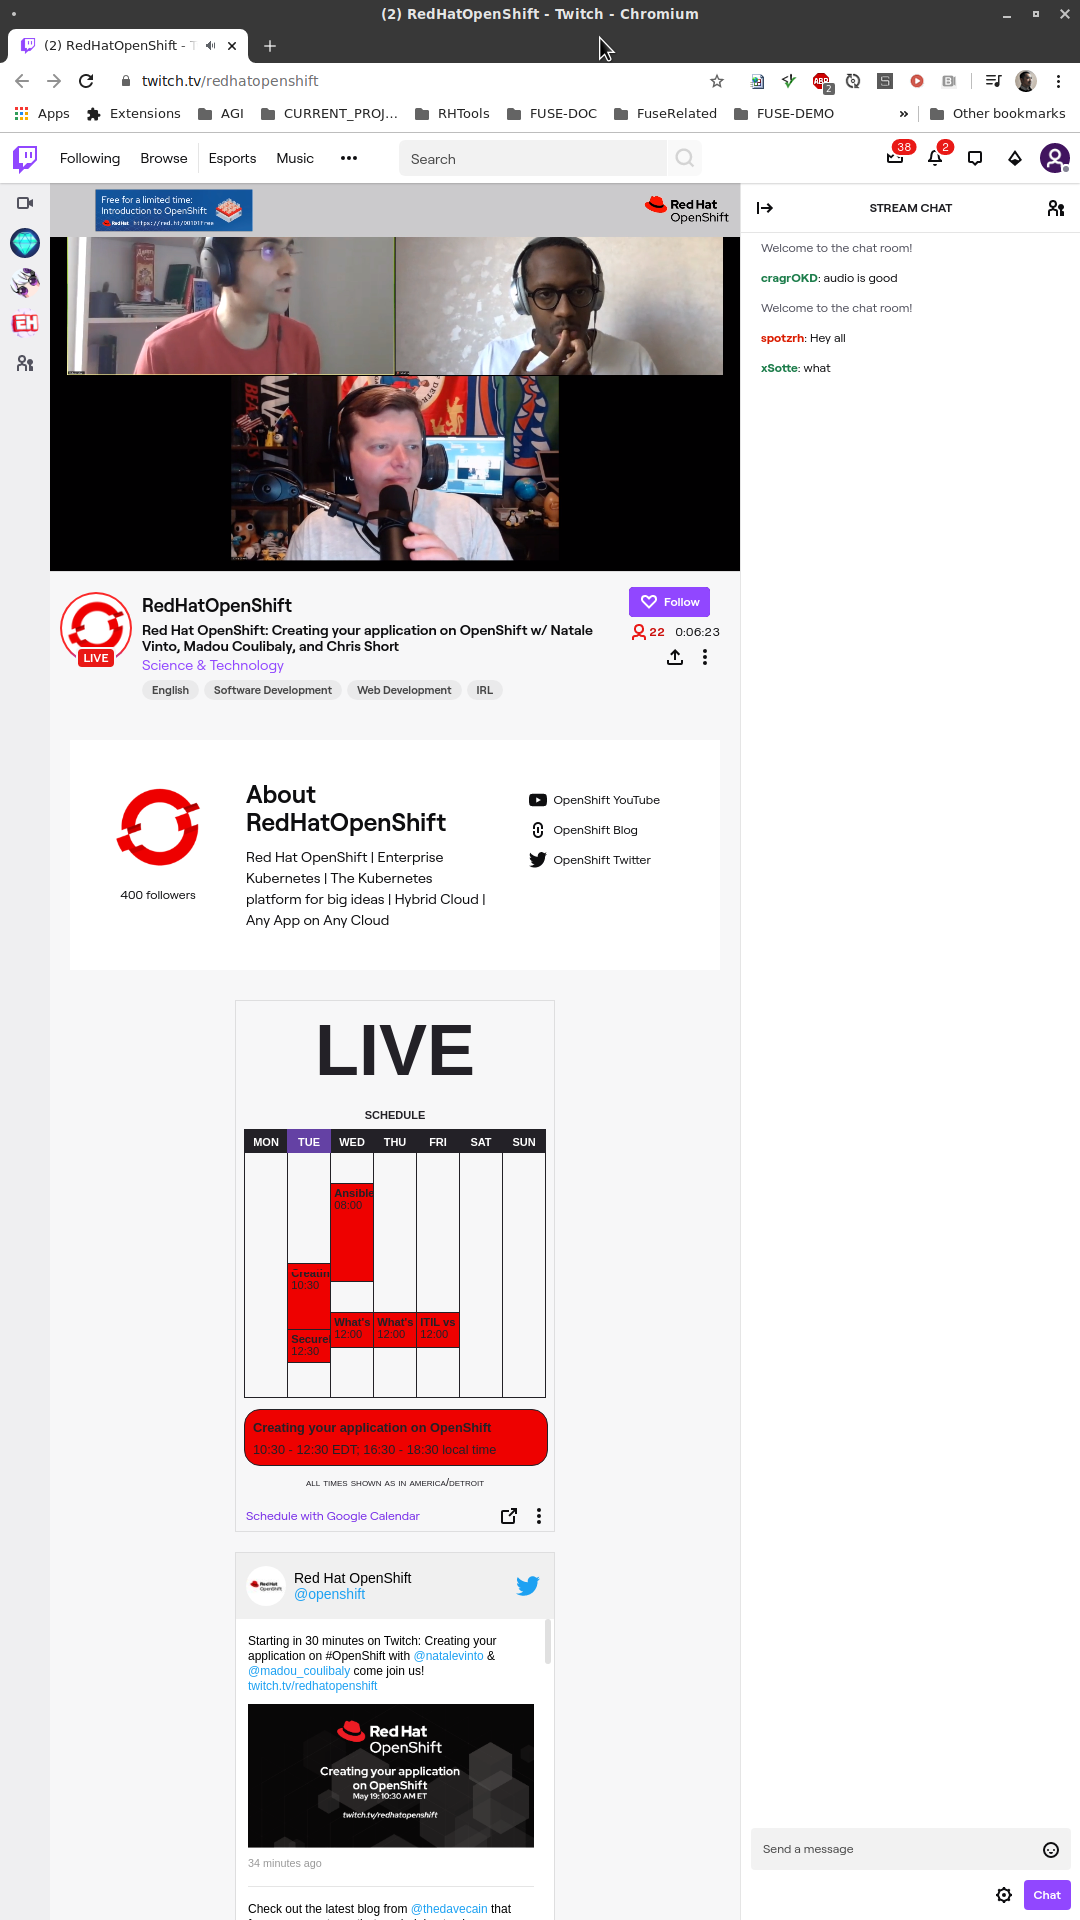 (2) RedHatOpenShift - Twitch - Chromium
(2) RedHatOpenShift - T
twitch.tv/redhatopenshift
2
Apps
Extensions
AGI
CURRENT_PROJ...
RHTools
FUSE-DOC
FuseRelated
FUSE-DEMO
»
Other bookmarks
Following
Browse
Esports
Music
Search
38
2
Free for a limited time:
Introduction to OpenShift
Red Hat
Red Hat
OpenShift
STREAM CHAT
Welcome to the chat room!
cragrOKD: audio is good
Welcome to the chat room!
spotzrh: Hey all
xSotte: what
EH
RedHatOpenShift
Follow
Red Hat OpenShift: Creating your application on OpenShift w/ Natale
Vinto, Madou Coulibaly, and Chris Short
22 0:06:23
LIVE
Science & Technology
English
Software Development
Web Development
IRL
About
RedHatOpenShift
Red Hat OpenShift | Enterprise
Kubernetes | The Kubernetes
platform for big ideas | Hybrid Cloud |
Any App on Any Cloud
400 followers
OpenShift YouTube
OpenShift Blog
OpenShift Twitter
LIVE
SCHEDULE
MON TUE WED THU FRI SAT SUN
Ansible
Creatin
10:30
What's
12:00
What's
12:00
ITIL vs
12:00
Secure
12:30
Creating your application on OpenShift
10:30 - 12:30 EDT; 16:30 - 18:30 local time
ALL TIMES SHOWN AS IN AMERICA/DETROIT
Schedule with Google Calendar
Red Hat
Red Hat OpenShift
@openshift
Starting in 30 minutes on Twitch: Creating your
application on #OpenShift with @natalevinto &
@madou_coulibaly come join us!
twitch.tv/redhatopenshift
Red Hat
OpenShift
Creating your application
on OpenShift
May 19; 10:30 AM ET
twitch.tv/redhatopenshift
34 minutes ago
Check out the latest blog from @thedavecain that
Send a message
Chat